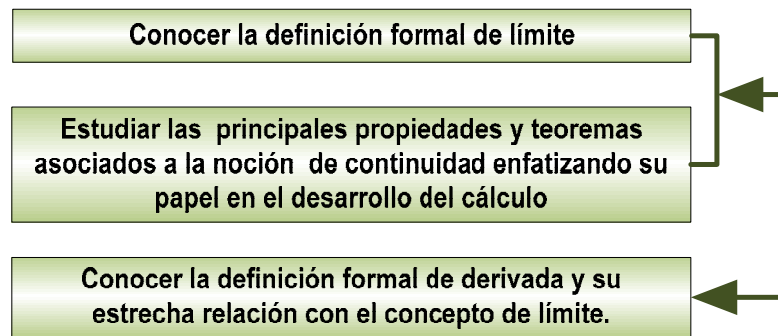 Conocer la definición formal de límite
Estudiar las principales propiedades y teoremas
asociados a la noción de continuidad enfatizando su
papel en el desarrollo del cálculo
Conocer la definición formal de derivada y su
estrecha relación con el concepto de límite.